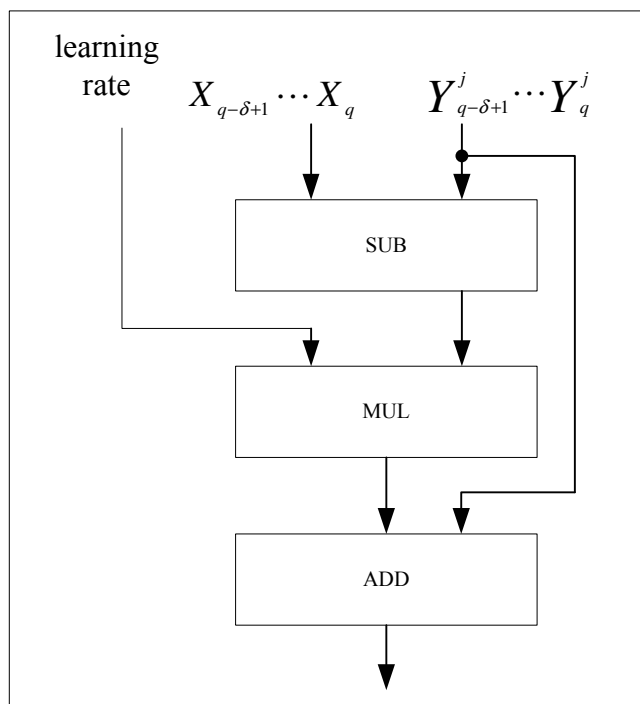 learning
rate
X_{q-δ+1} ⋯ X_q
Y^j_{q-δ+1} ⋯ Y^j_q
SUB
MUL
ADD